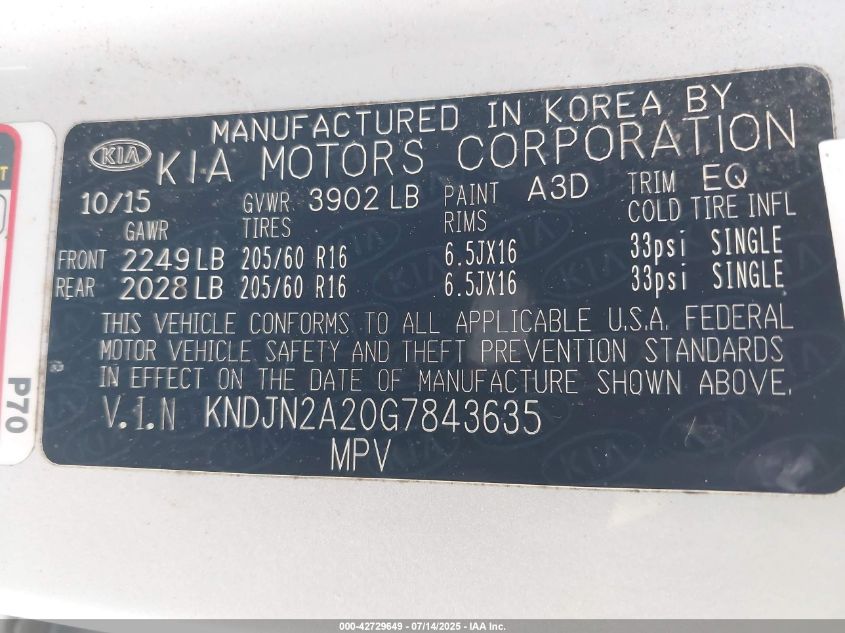 MANUFACTURED IN KOREA BY
KIA KIA MOTORS CORPORATION
10/15 GVWR 3902 LB PAINT A3D TRIM EQ
GAWR TIRES RIMS COLD TIRE INFL
FRONT 2249 LB 205/60 R16 6.5JX16 33psi SINGLE
REAR 2028 LB 205/60 R16 6.5JX16 33psi SINGLE
THIS VEHICLE CONFORMS TO ALL APPLICABLE U.S.A. FEDERAL
MOTOR VEHICLE SAFETY AND THEFT PREVENTION STANDARDS
IN EFFECT ON THE DATE OF MANUFACTURE SHOWN ABOVE.
V.I.N KNDJN2A20G7843635
MPV
P70
000-42729649 - 07/14/2025 - IAA Inc.